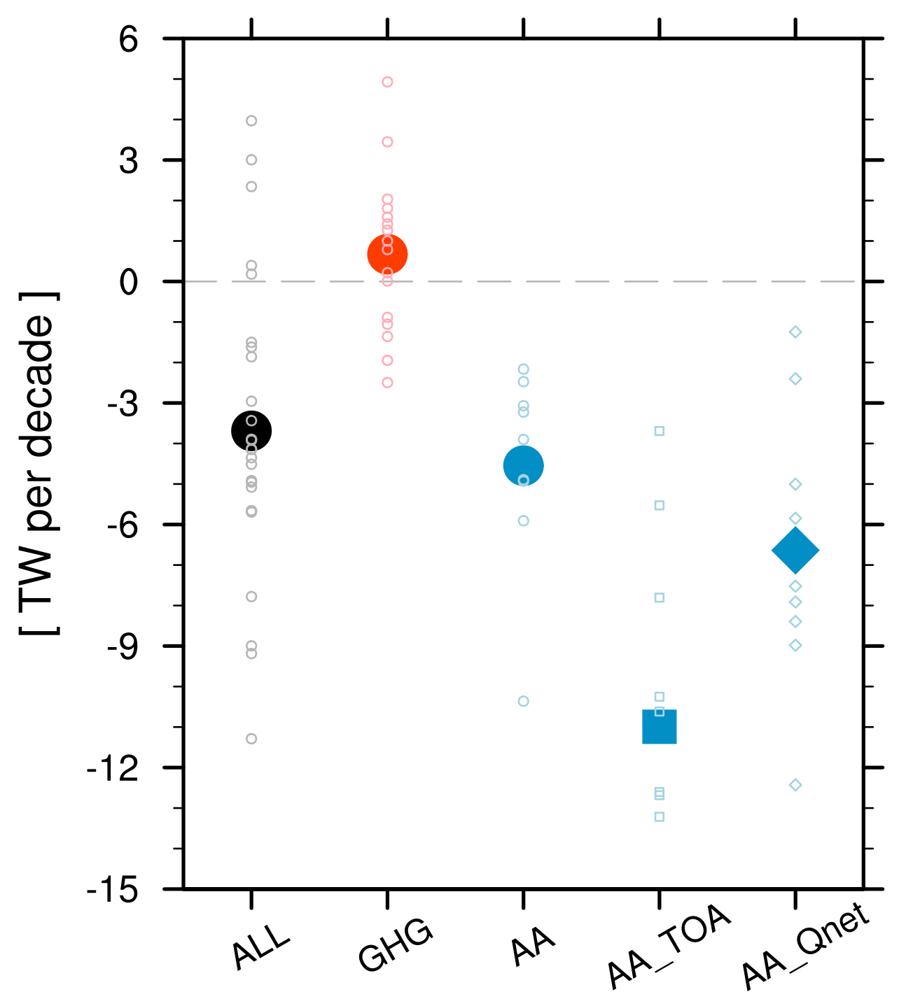 6
3
0
-3
-6
-9
-12
-15
[ TW per decade ]
ALL
GHG
AA
AA_TOA
AA_Qnet